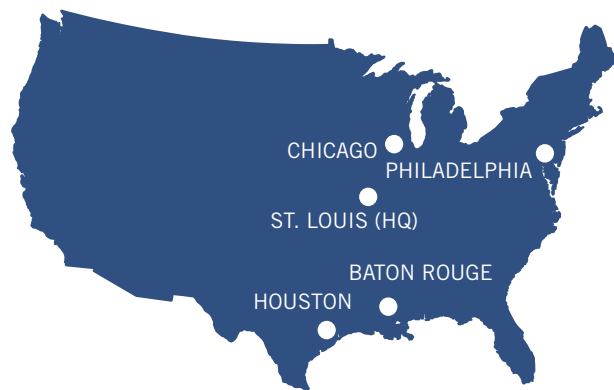 CHICAGO
PHILADELPHIA
ST. LOUIS (HQ)
BATON ROUGE
HOUSTON